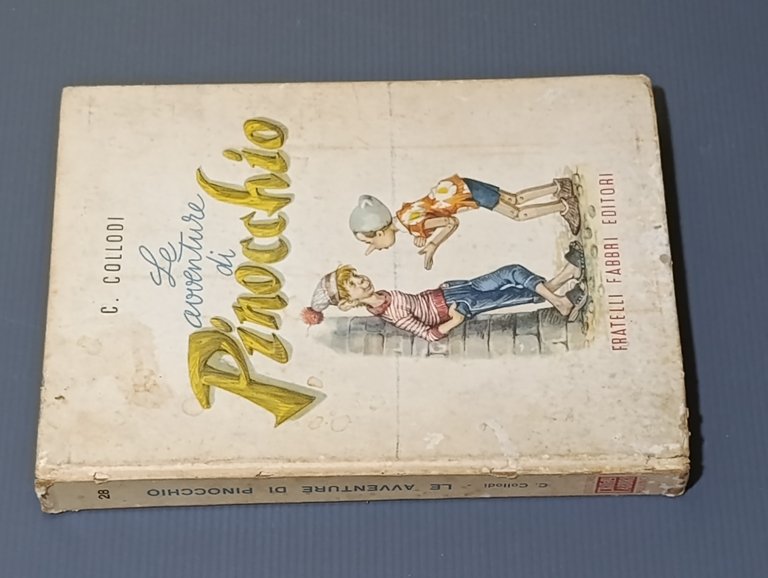 C. COLLODI
Le
avventure
di
Pinocchio
FRATELLI FABBRI EDITORI
C. Collodi - LE AVVENTURE DI PINOCCHIO
28